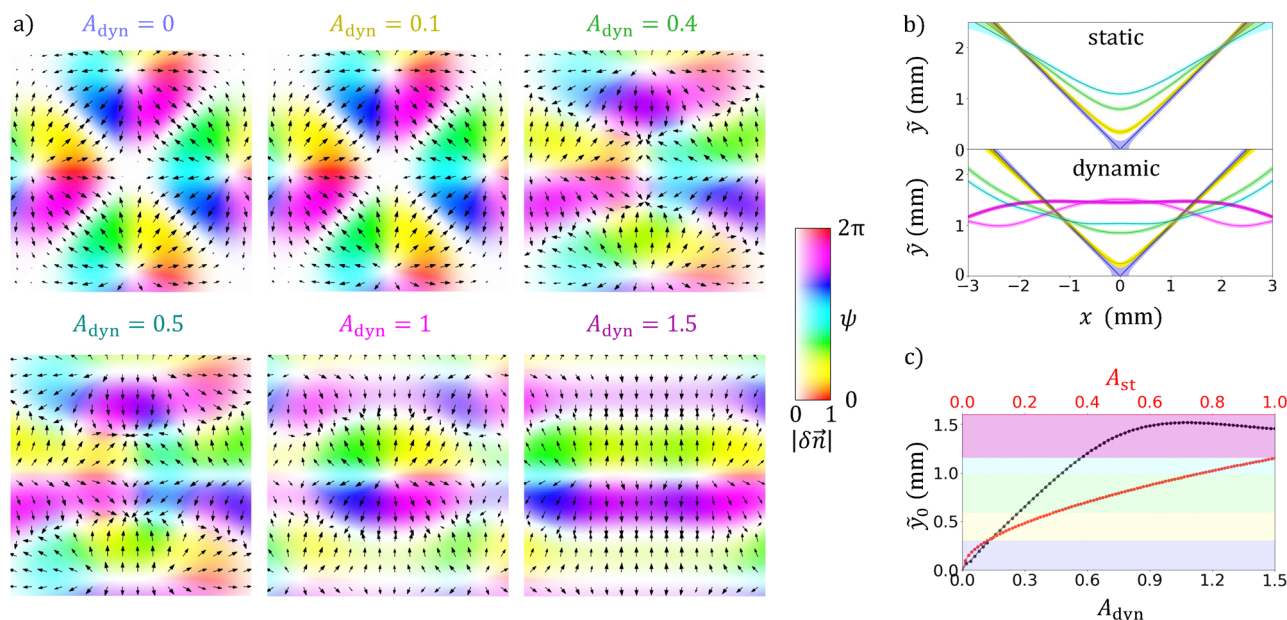 a)
A_dyn = 0
A_dyn = 0.1
A_dyn = 0.4
A_dyn = 0.5
A_dyn = 1
A_dyn = 1.5
2π
ψ
0
0 1
|δn⃗|
b)
static
ỹ (mm)
2
1
0
dynamic
ỹ (mm)
2
1
0
−3 −2 −1 0 1 2 3
x (mm)
c)
A_st
0.0 0.2 0.4 0.6 0.8 1.0
ỹ₀ (mm)
1.5
1.0
0.5
0.0
0.0 0.3 0.6 0.9 1.2 1.5
A_dyn